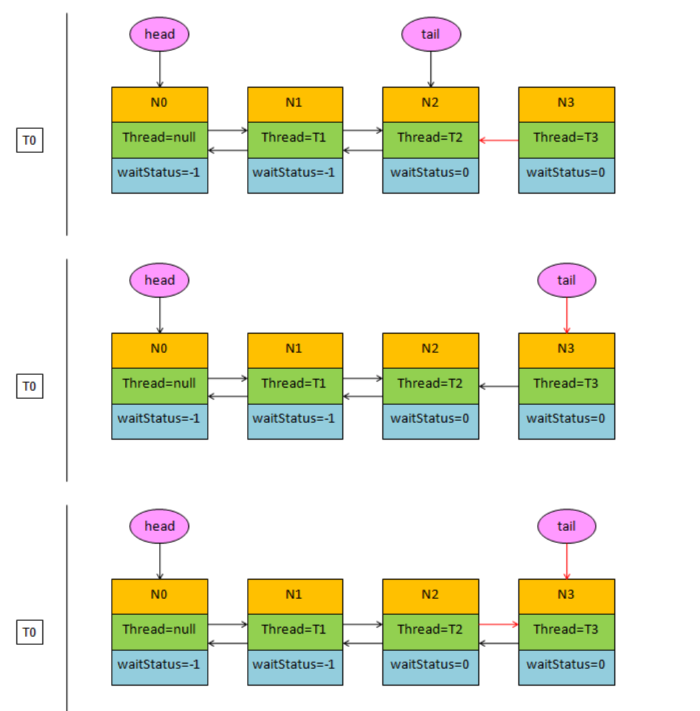 head tail
N0 N1 N2 N3
T0 Thread=null Thread=T1 Thread=T2 Thread=T3
waitStatus=-1 waitStatus=-1 waitStatus=0 waitStatus=0
head tail
N0 N1 N2 N3
T0 Thread=null Thread=T1 Thread=T2 Thread=T3
waitStatus=-1 waitStatus=-1 waitStatus=0 waitStatus=0
head tail
N0 N1 N2 N3
T0 Thread=null Thread=T1 Thread=T2 Thread=T3
waitStatus=-1 waitStatus=-1 waitStatus=0 waitStatus=0